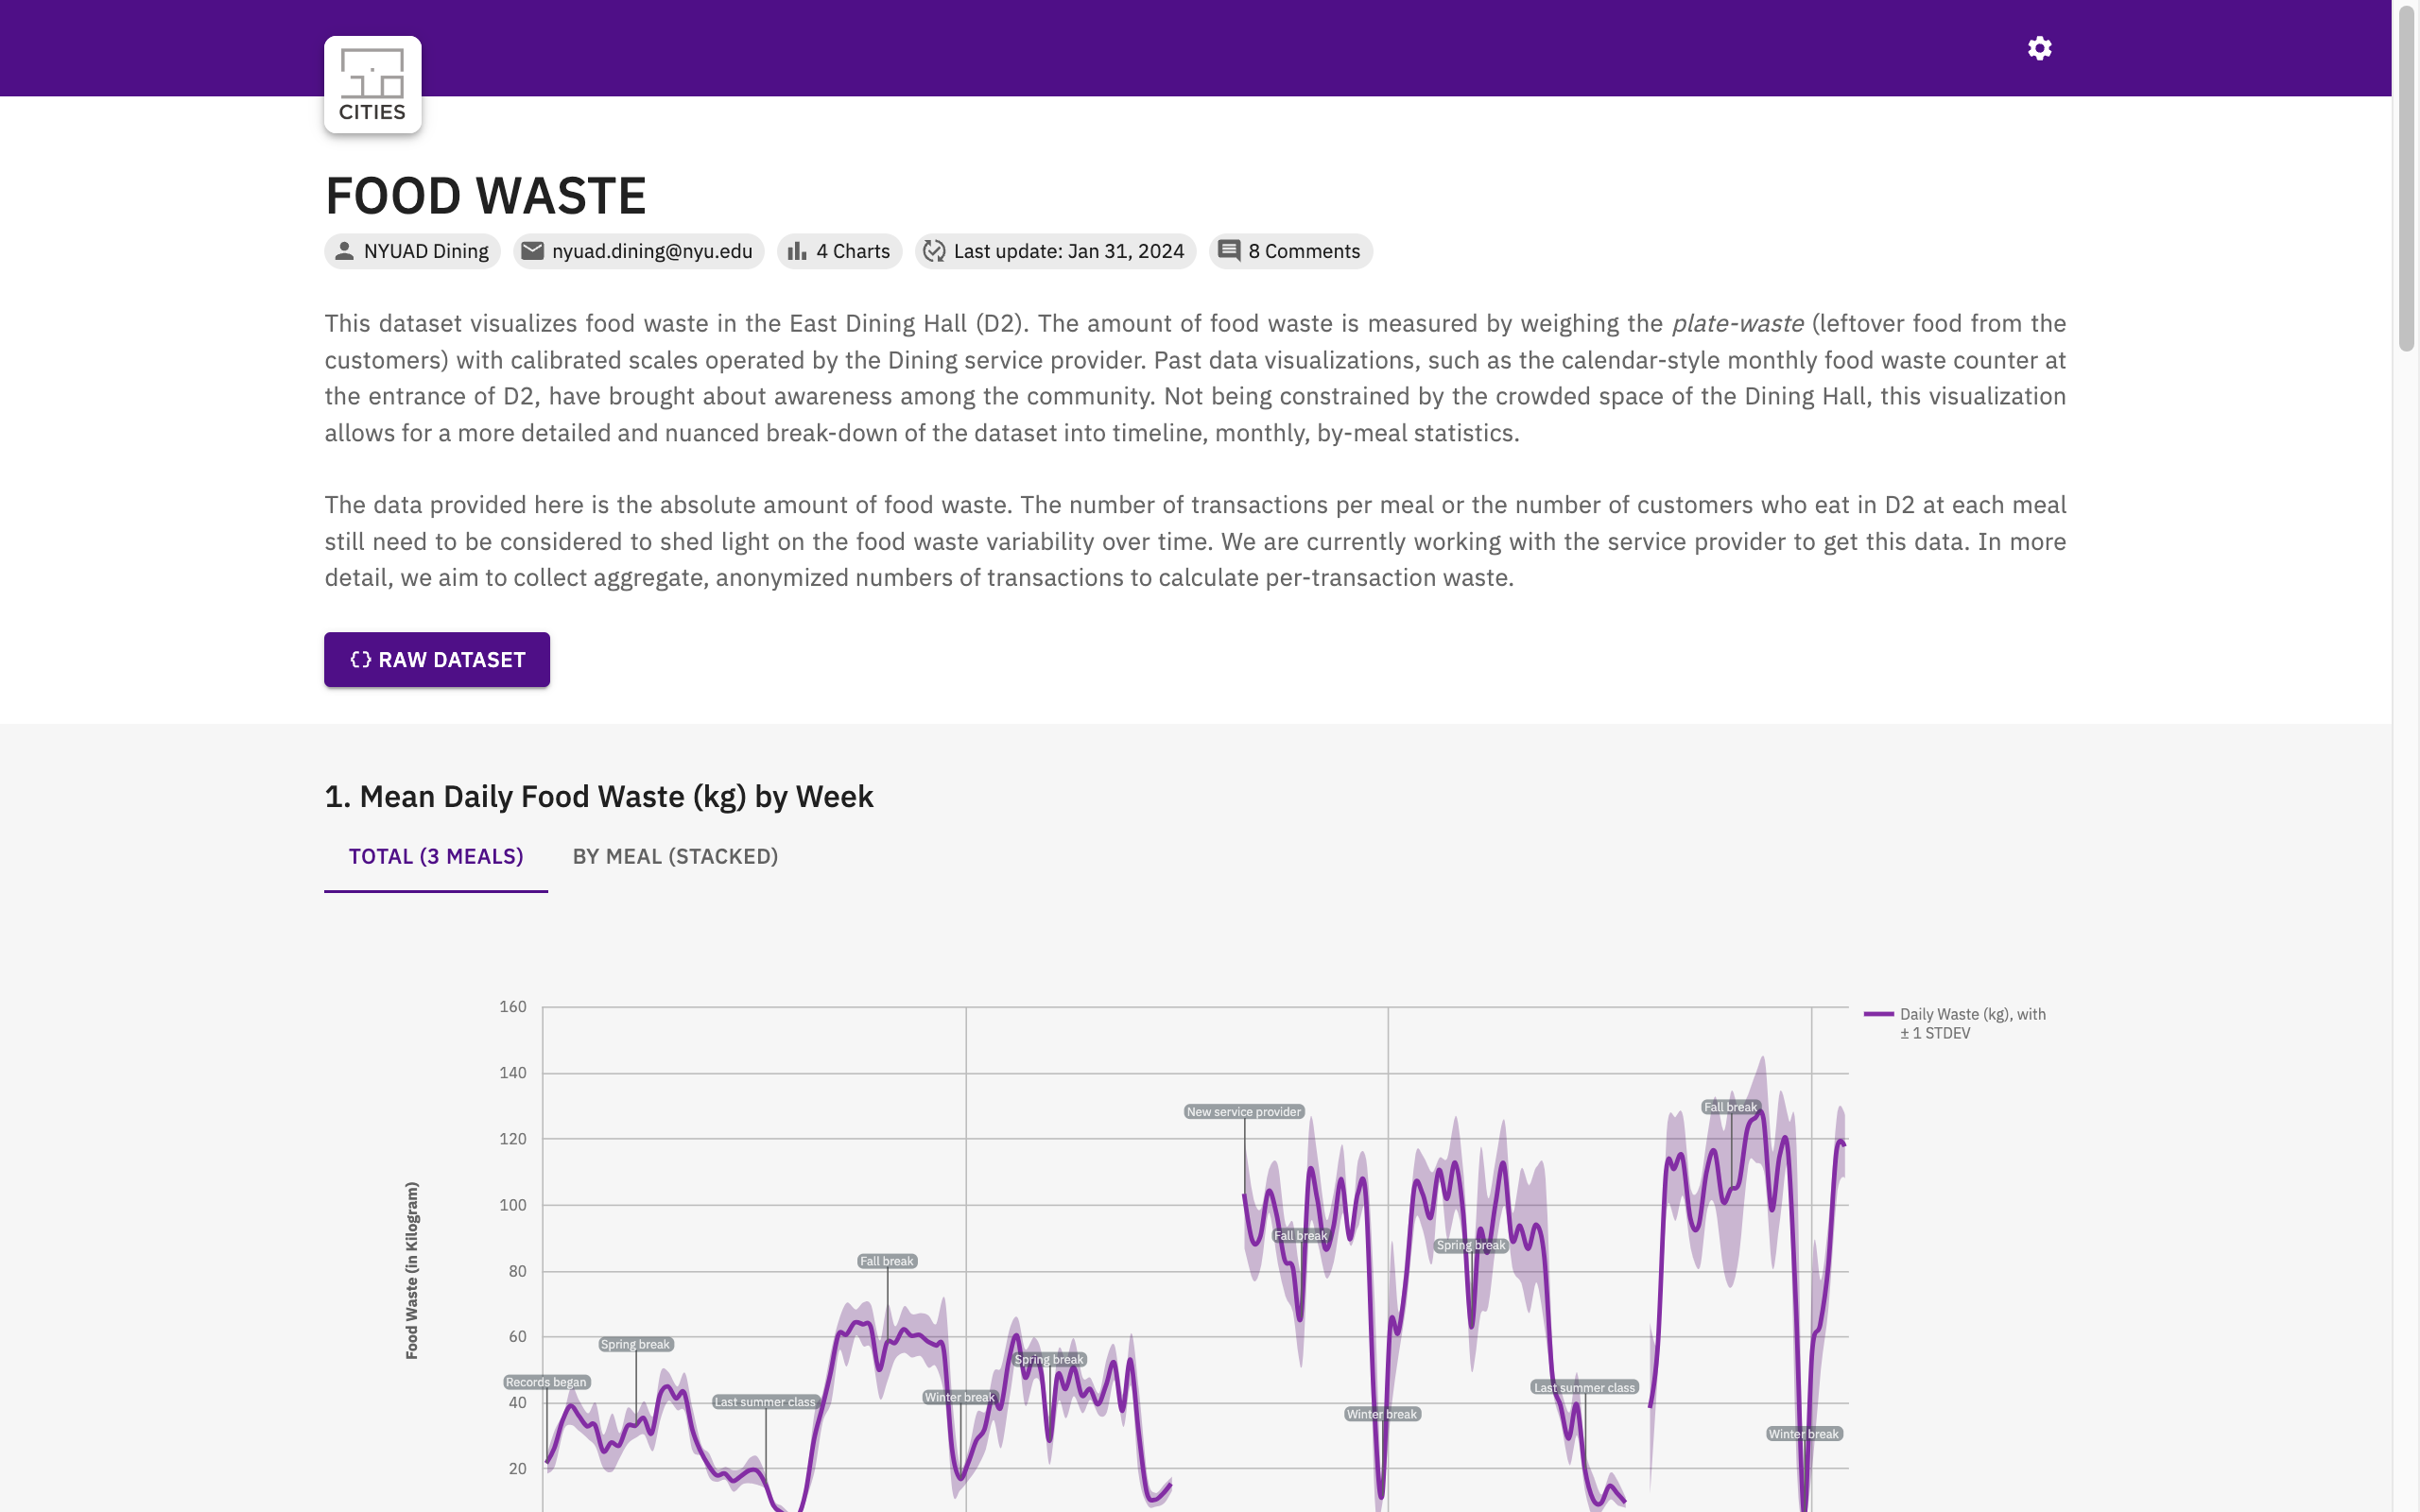 CITIES
FOOD WASTE
NYUAD Dining
nyuad.dining@nyu.edu
4 Charts
Last update: Jan 31, 2024
8 Comments
This dataset visualizes food waste in the East Dining Hall (D2). The amount of food waste is measured by weighing the plate-waste (leftover food from the
customers) with calibrated scales operated by the Dining service provider. Past data visualizations, such as the calendar-style monthly food waste counter at
the entrance of D2, have brought about awareness among the community. Not being constrained by the crowded space of the Dining Hall, this visualization
allows for a more detailed and nuanced break-down of the dataset into timeline, monthly, by-meal statistics.
The data provided here is the absolute amount of food waste. The number of transactions per meal or the number of customers who eat in D2 at each meal
still need to be considered to shed light on the food waste variability over time. We are currently working with the service provider to get this data. In more
detail, we aim to collect aggregate, anonymized numbers of transactions to calculate per-transaction waste.
{} RAW DATASET
1. Mean Daily Food Waste (kg) by Week
TOTAL (3 MEALS)
BY MEAL (STACKED)
160
140
120
100
80
60
40
20
Food Waste (in Kilogram)
Daily Waste (kg), with
± 1 STDEV
Records began
Spring break
Last summer class
Fall break
Winter break
Spring break
New service provider
Fall break
Winter break
Spring break
Last summer class
Fall break
Winter break